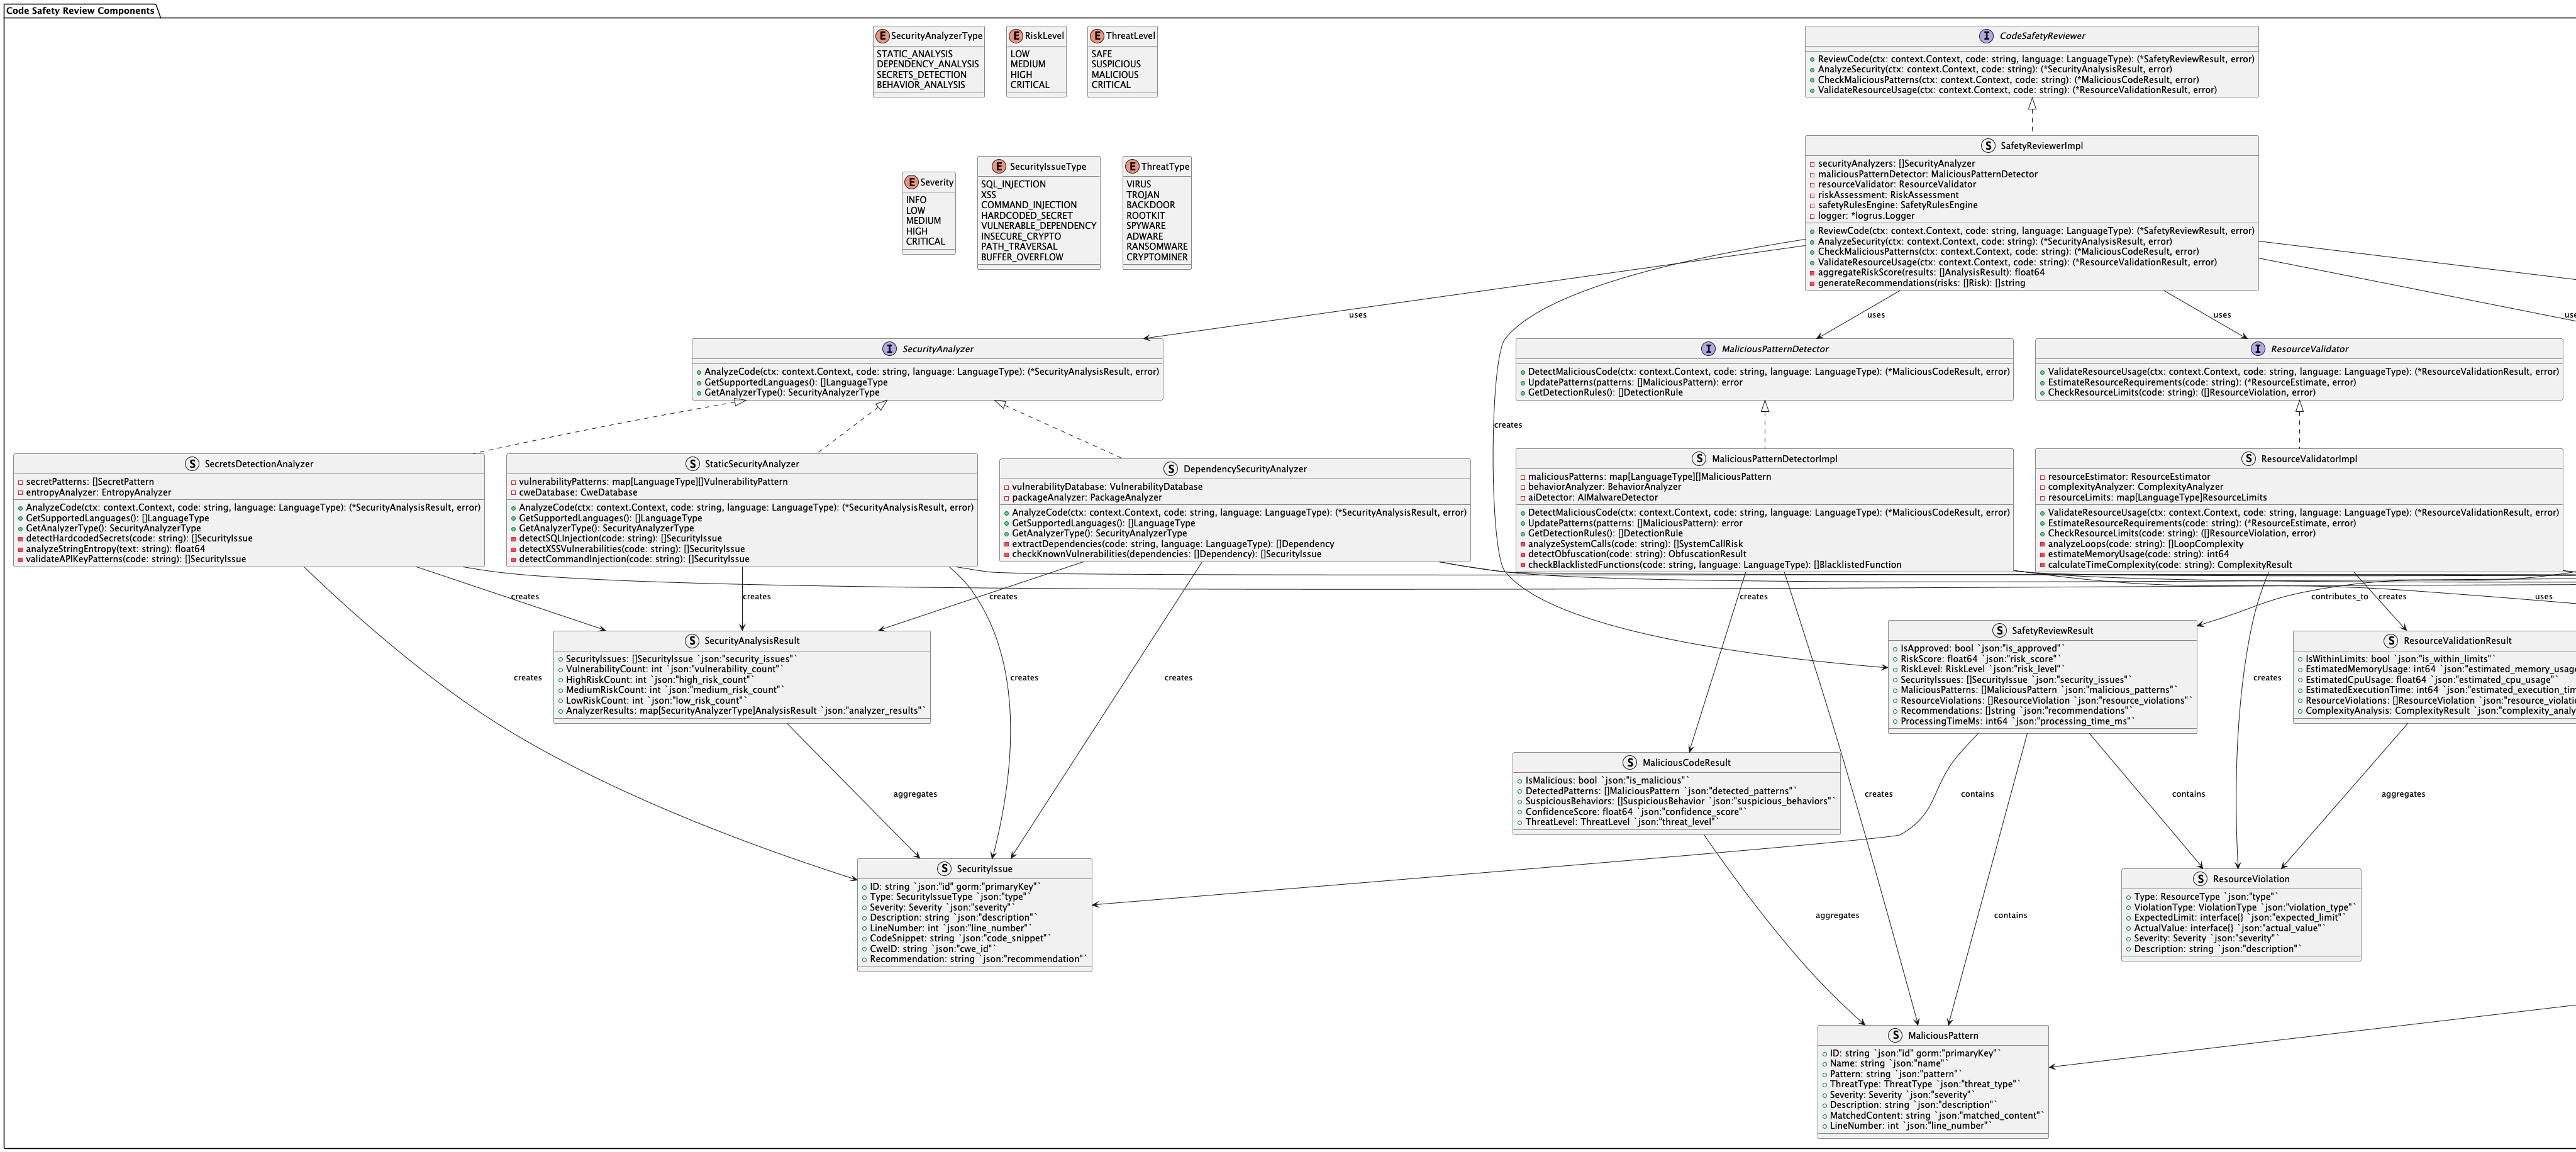 Code Safety Review Components
E SecurityAnalyzerType
STATIC_ANALYSIS
DEPENDENCY_ANALYSIS
SECRETS_DETECTION
BEHAVIOR_ANALYSIS
E RiskLevel
LOW
MEDIUM
HIGH
CRITICAL
E ThreatLevel
SAFE
SUSPICIOUS
MALICIOUS
CRITICAL
I CodeSafetyReviewer
ReviewCode(ctx: context.Context, code: string, language: LanguageType): (*SafetyReviewResult, error)
AnalyzeSecurity(ctx: context.Context, code: string): (*SecurityAnalysisResult, error)
CheckMaliciousPatterns(ctx: context.Context, code: string): (*MaliciousCodeResult, error)
ValidateResourceUsage(ctx: context.Context, code: string): (*ResourceValidationResult, error)
E Severity
INFO
LOW
MEDIUM
HIGH
CRITICAL
E SecurityIssueType
SQL_INJECTION
XSS
COMMAND_INJECTION
HARDCODED_SECRET
VULNERABLE_DEPENDENCY
INSECURE_CRYPTO
PATH_TRAVERSAL
BUFFER_OVERFLOW
E ThreatType
VIRUS
TROJAN
BACKDOOR
ROOTKIT
SPYWARE
ADWARE
RANSOMWARE
CRYPTOMINER
S SafetyReviewerImpl
securityAnalyzers: []SecurityAnalyzer
maliciousPatternDetector: MaliciousPatternDetector
resourceValidator: ResourceValidator
riskAssessment: RiskAssessment
safetyRulesEngine: SafetyRulesEngine
logger: *logrus.Logger
ReviewCode(ctx: context.Context, code: string, language: LanguageType): (*SafetyReviewResult, error)
AnalyzeSecurity(ctx: context.Context, code: string): (*SecurityAnalysisResult, error)
CheckMaliciousPatterns(ctx: context.Context, code: string): (*MaliciousCodeResult, error)
ValidateResourceUsage(ctx: context.Context, code: string): (*ResourceValidationResult, error)
aggregateRiskScore(results: []AnalysisResult): float64
generateRecommendations(risks: []Risk): []string
uses
uses
uses
I SecurityAnalyzer
AnalyzeCode(ctx: context.Context, code: string, language: LanguageType): (*SecurityAnalysisResult, error)
GetSupportedLanguages(): []LanguageType
GetAnalyzerType(): SecurityAnalyzerType
I MaliciousPatternDetector
DetectMaliciousCode(ctx: context.Context, code: string, language: LanguageType): (*MaliciousCodeResult, error)
UpdatePatterns(patterns: []MaliciousPattern): error
GetDetectionRules(): []DetectionRule
I ResourceValidator
ValidateResourceUsage(ctx: context.Context, code: string, language: LanguageType): (*ResourceValidationResult, error)
EstimateResourceRequirements(code: string): (*ResourceEstimate, error)
CheckResourceLimits(code: string): ([]ResourceViolation, error)
creates
S SecretsDetectionAnalyzer
secretPatterns: []SecretPattern
entropyAnalyzer: EntropyAnalyzer
AnalyzeCode(ctx: context.Context, code: string, language: LanguageType): (*SecurityAnalysisResult, error)
GetSupportedLanguages(): []LanguageType
GetAnalyzerType(): SecurityAnalyzerType
detectHardcodedSecrets(code: string): []SecurityIssue
analyzeStringEntropy(text: string): float64
validateAPIKeyPatterns(code: string): []SecurityIssue
S StaticSecurityAnalyzer
vulnerabilityPatterns: map[LanguageType][]VulnerabilityPattern
cweDatabase: CweDatabase
AnalyzeCode(ctx: context.Context, code: string, language: LanguageType): (*SecurityAnalysisResult, error)
GetSupportedLanguages(): []LanguageType
GetAnalyzerType(): SecurityAnalyzerType
detectSQLInjection(code: string): []SecurityIssue
detectXSSVulnerabilities(code: string): []SecurityIssue
detectCommandInjection(code: string): []SecurityIssue
S DependencySecurityAnalyzer
vulnerabilityDatabase: VulnerabilityDatabase
packageAnalyzer: PackageAnalyzer
AnalyzeCode(ctx: context.Context, code: string, language: LanguageType): (*SecurityAnalysisResult, error)
GetSupportedLanguages(): []LanguageType
GetAnalyzerType(): SecurityAnalyzerType
extractDependencies(code: string, language: LanguageType): []Dependency
checkKnownVulnerabilities(dependencies: []Dependency): []SecurityIssue
S MaliciousPatternDetectorImpl
maliciousPatterns: map[LanguageType][]MaliciousPattern
behaviorAnalyzer: BehaviorAnalyzer
aiDetector: AIMalwareDetector
DetectMaliciousCode(ctx: context.Context, code: string, language: LanguageType): (*MaliciousCodeResult, error)
UpdatePatterns(patterns: []MaliciousPattern): error
GetDetectionRules(): []DetectionRule
analyzeSystemCalls(code: string): []SystemCallRisk
detectObfuscation(code: string): ObfuscationResult
checkBlacklistedFunctions(code: string, language: LanguageType): []BlacklistedFunction
S ResourceValidatorImpl
resourceEstimator: ResourceEstimator
complexityAnalyzer: ComplexityAnalyzer
resourceLimits: map[LanguageType]ResourceLimits
ValidateResourceUsage(ctx: context.Context, code: string, language: LanguageType): (*ResourceValidationResult, error)
EstimateResourceRequirements(code: string): (*ResourceEstimate, error)
CheckResourceLimits(code: string): ([]ResourceViolation, error)
analyzeLoops(code: string): []LoopComplexity
estimateMemoryUsage(code: string): int64
calculateTimeComplexity(code: string): ComplexityResult
creates
creates
creates
creates
contributes_to
creates
uses
S SecurityAnalysisResult
SecurityIssues: []SecurityIssue `json:"security_issues"`
VulnerabilityCount: int `json:"vulnerability_count"`
HighRiskCount: int `json:"high_risk_count"`
MediumRiskCount: int `json:"medium_risk_count"`
LowRiskCount: int `json:"low_risk_count"`
AnalyzerResults: map[SecurityAnalyzerType]AnalysisResult `json:"analyzer_results"`
S SafetyReviewResult
IsApproved: bool `json:"is_approved"`
RiskScore: float64 `json:"risk_score"`
RiskLevel: RiskLevel `json:"risk_level"`
SecurityIssues: []SecurityIssue `json:"security_issues"`
MaliciousPatterns: []MaliciousPattern `json:"malicious_patterns"`
ResourceViolations: []ResourceViolation `json:"resource_violations"`
Recommendations: []string `json:"recommendations"`
ProcessingTimeMs: int64 `json:"processing_time_ms"`
S ResourceValidationResult
IsWithinLimits: bool `json:"is_within_limits"`
EstimatedMemoryUsage: int64 `json:"estimated_memory_usage
EstimatedCpuUsage: float64 `json:"estimated_cpu_usage"`
EstimatedExecutionTime: int64 `json:"estimated_execution_tim
ResourceViolations: []ResourceViolation `json:"resource_violatio
ComplexityAnalysis: ComplexityResult `json:"complexity_analy
creates
creates
creates
creates
S MaliciousCodeResult
IsMalicious: bool `json:"is_malicious"`
DetectedPatterns: []MaliciousPattern `json:"detected_patterns"`
SuspiciousBehaviors: []SuspiciousBehavior `json:"suspicious_behaviors"`
ConfidenceScore: float64 `json:"confidence_score"`
ThreatLevel: ThreatLevel `json:"threat_level"`
aggregates
creates
contains
contains
aggregates
S SecurityIssue
ID: string `json:"id" gorm:"primaryKey"`
Type: SecurityIssueType `json:"type"`
Severity: Severity `json:"severity"`
Description: string `json:"description"`
LineNumber: int `json:"line_number"`
CodeSnippet: string `json:"code_snippet"`
CweID: string `json:"cwe_id"`
Recommendation: string `json:"recommendation"`
S ResourceViolation
Type: ResourceType `json:"type"`
ViolationType: ViolationType `json:"violation_type"`
ExpectedLimit: interface{} `json:"expected_limit"`
ActualValue: interface{} `json:"actual_value"`
Severity: Severity `json:"severity"`
Description: string `json:"description"`
aggregates
contains
S MaliciousPattern
ID: string `json:"id" gorm:"primaryKey"`
Name: string `json:"name"`
Pattern: string `json:"pattern"`
ThreatType: ThreatType `json:"threat_type"`
Severity: Severity `json:"severity"`
Description: string `json:"description"`
MatchedContent: string `json:"matched_content"`
LineNumber: int `json:"line_number"`